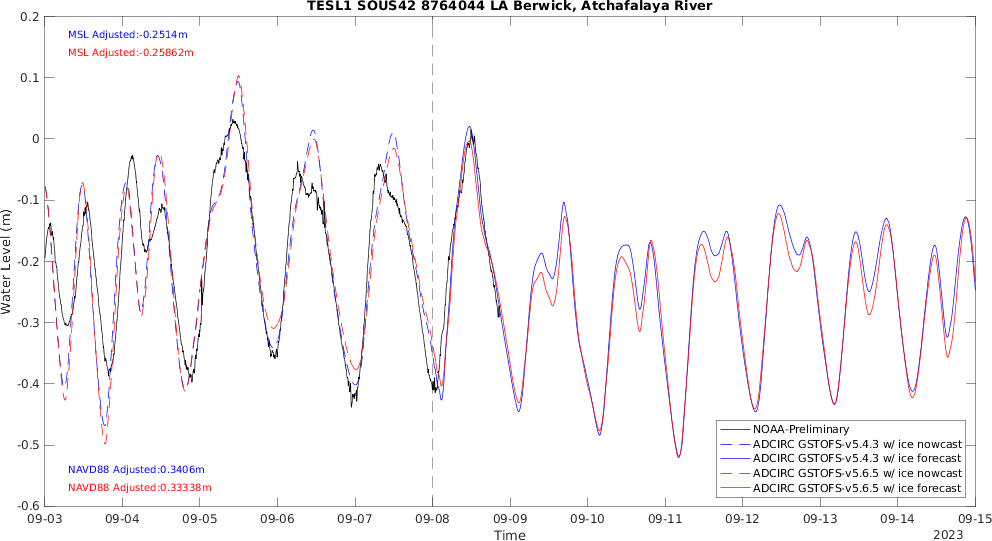 TESL1 SOUS42 8764044 LA Berwick, Atchafalaya River
MSL Adjusted:-0.2514m
MSL Adjusted:-0.25862m
Water Level (m)
0.2
0.1
0
-0.1
-0.2
-0.3
-0.4
-0.5
-0.6
NAVD88 Adjusted:0.3406m
NAVD88 Adjusted:0.33338m
NOAA-Preliminary
ADCIRC GSTOFS-v5.4.3 w/ ice nowcast
ADCIRC GSTOFS-v5.4.3 w/ ice forecast
ADCIRC GSTOFS-v5.6.5 w/ ice nowcast
ADCIRC GSTOFS-v5.6.5 w/ ice forecast
09-03 09-04 09-05 09-06 09-07 09-08 09-09 09-10 09-11 09-12 09-13 09-14 09-15
Time
2023